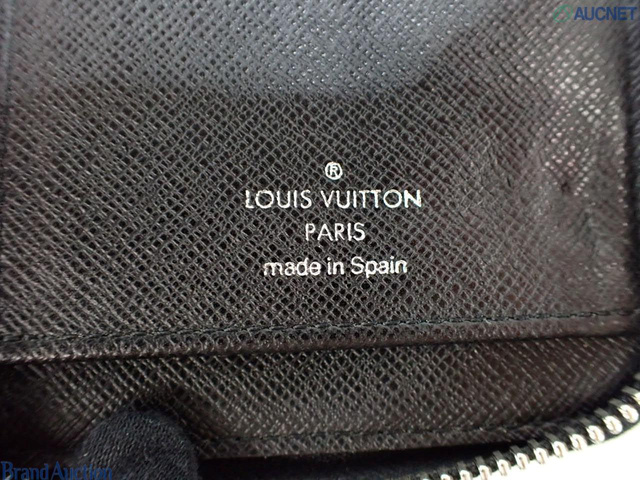 AUCNET
®
LOUIS VUITTON
PARIS
made in Spain
Brand Auction